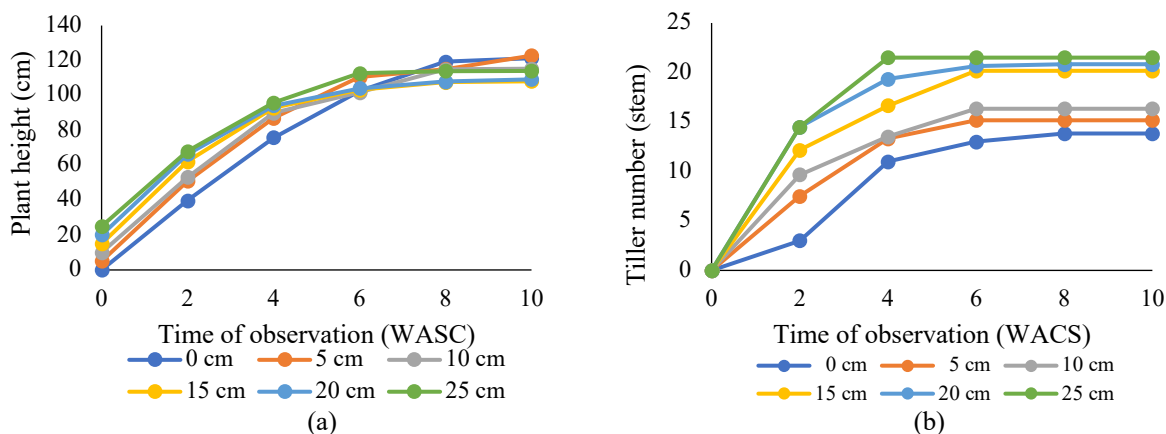 Plant height (cm)
140
120
100
80
60
40
20
0
0 2 4 6 8 10
Time of observation (WASC)
0 cm 5 cm 10 cm
15 cm 20 cm 25 cm
(a)
Tiller number (stem)
25
20
15
10
5
0
0 2 4 6 8 10
Time of observation (WACS)
0 cm 5 cm 10 cm
15 cm 20 cm 25 cm
(b)